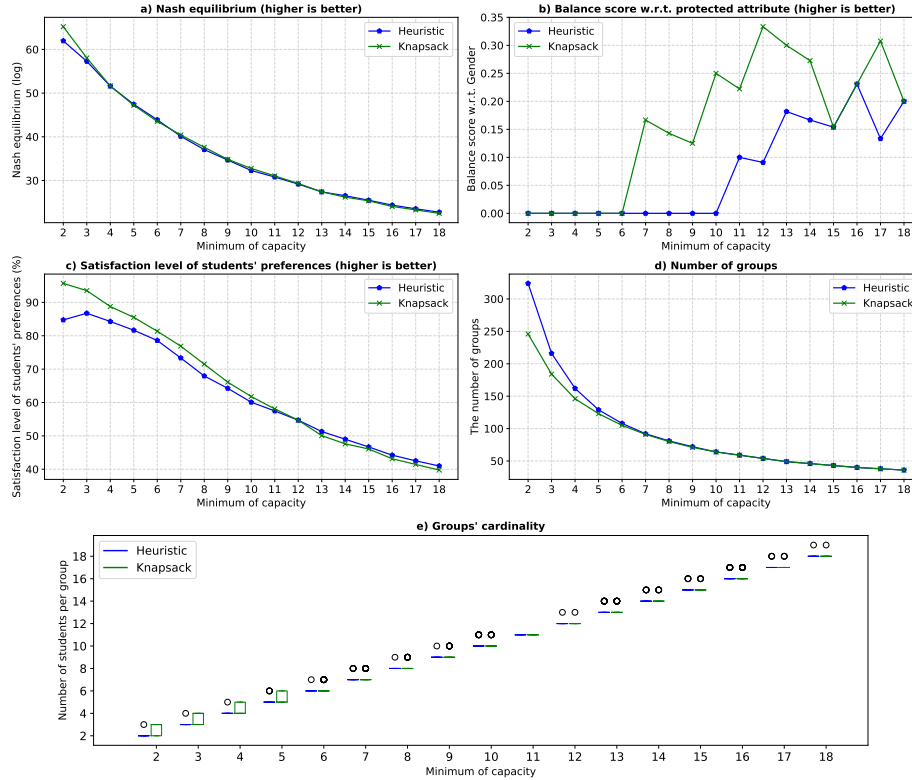 a) Nash equilibrium (higher is better)
Nash equilibrium (log)
60
50
40
30
Heuristic
Knapsack
2 3 4 5 6 7 8 9 10 11 12 13 14 15 16 17 18
Minimum of capacity
b) Balance score w.r.t. protected attribute (higher is better)
Balance score w.r.t. Gender
0.35
0.30
0.25
0.20
0.15
0.10
0.05
0.00
Heuristic
Knapsack
2 3 4 5 6 7 8 9 10 11 12 13 14 15 16 17 18
Minimum of capacity
c) Satisfaction level of students' preferences (higher is better)
Satisfaction level of students' preferences (%)
90
80
70
60
50
40
Heuristic
Knapsack
2 3 4 5 6 7 8 9 10 11 12 13 14 15 16 17 18
Minimum of capacity
d) Number of groups
The number of groups
300
250
200
150
100
50
Heuristic
Knapsack
2 3 4 5 6 7 8 9 10 11 12 13 14 15 16 17 18
Minimum of capacity
e) Groups' cardinality
Number of students per group
18
16
14
12
10
8
6
4
2
Heuristic
Knapsack
2 3 4 5 6 7 8 9 10 11 12 13 14 15 16 17 18
Minimum of capacity